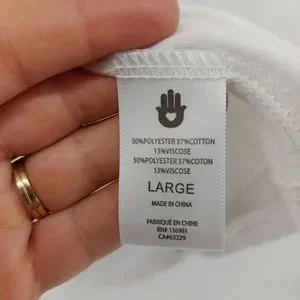 50%POLYESTER 37%COTTON
13%VISCOSE
50%POLYESTER 37%COTON
13%VISCOSE
LARGE
MADE IN CHINA
FABRIQUÉ EN CHINE
RN# 136981
CA#63229